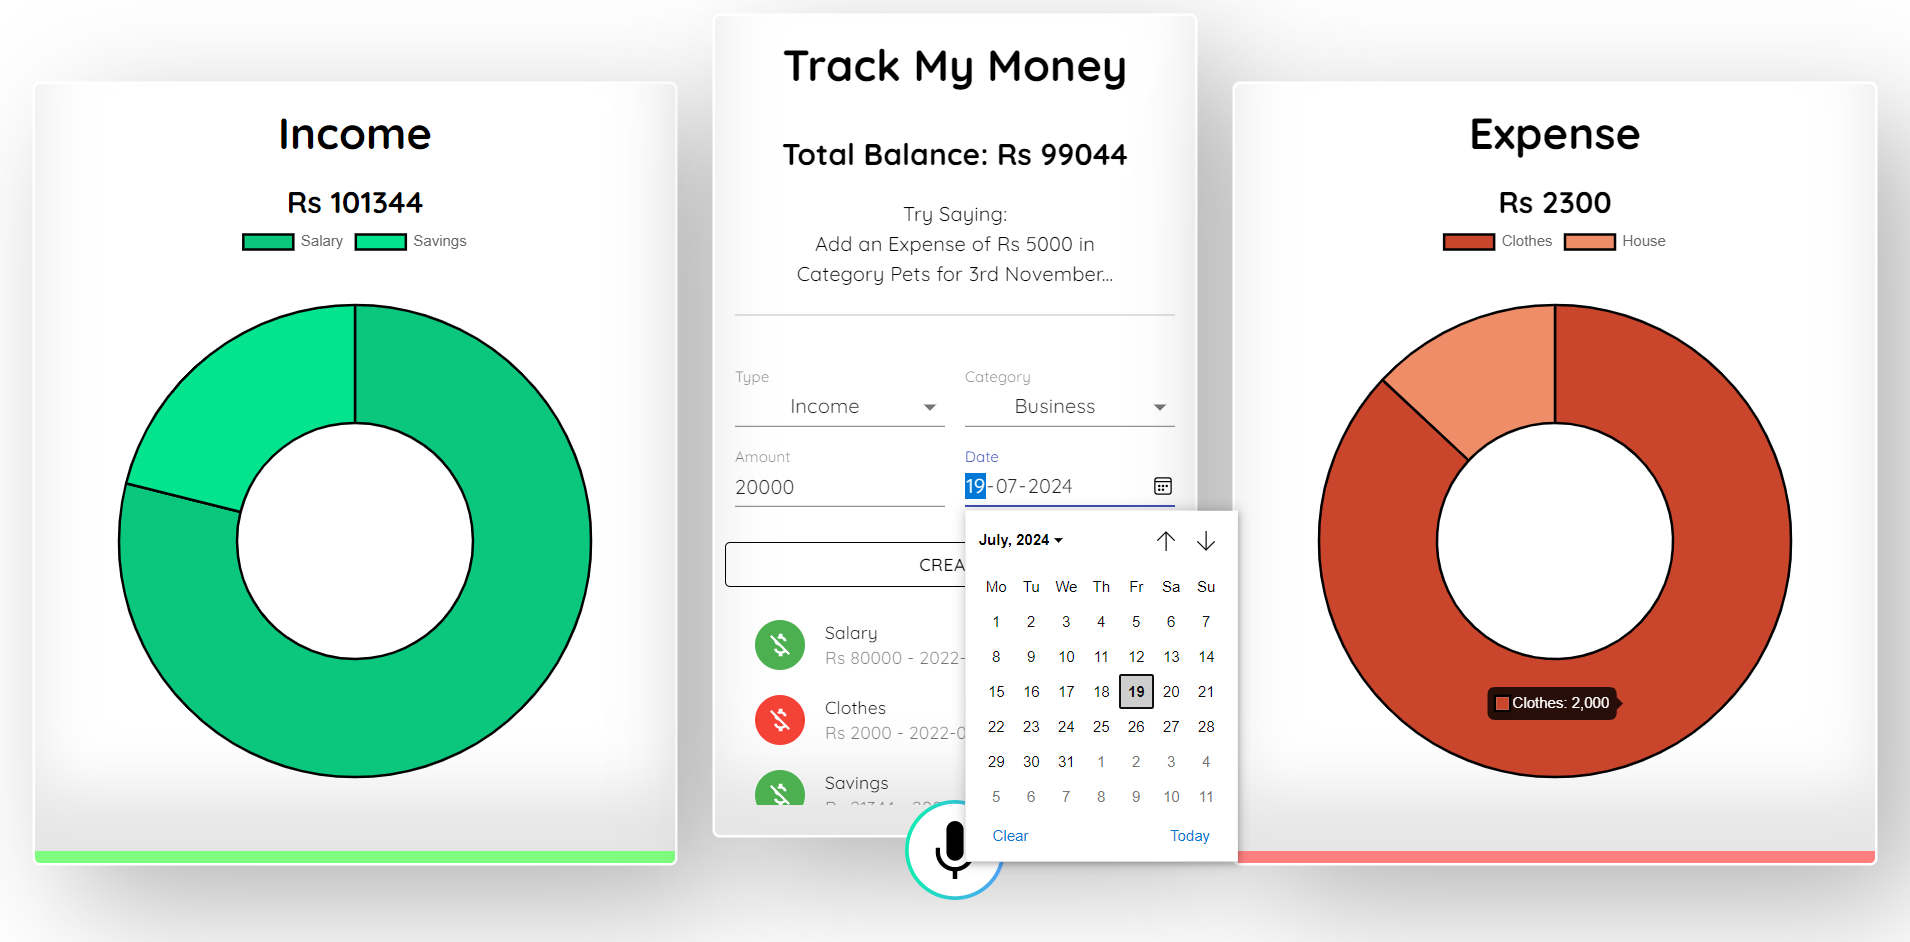 Income
Rs 101344
Salary Savings
Track My Money
Total Balance: Rs 99044
Try Saying:
Add an Expense of Rs 5000 in
Category Pets for 3rd November...
Type Category
Income Business
Amount Date
20000 19-07-2024
CREA
Salary
Rs 80000 - 2022-
Clothes
Rs 2000 - 2022-0
Savings
July, 2024
Mo Tu We Th Fr Sa Su
1 2 3 4 5 6 7
8 9 10 11 12 13 14
15 16 17 18 19 20 21
22 23 24 25 26 27 28
29 30 31 1 2 3 4
5 6 7 8 9 10 11
Clear Today
Expense
Rs 2300
Clothes House
Clothes: 2,000